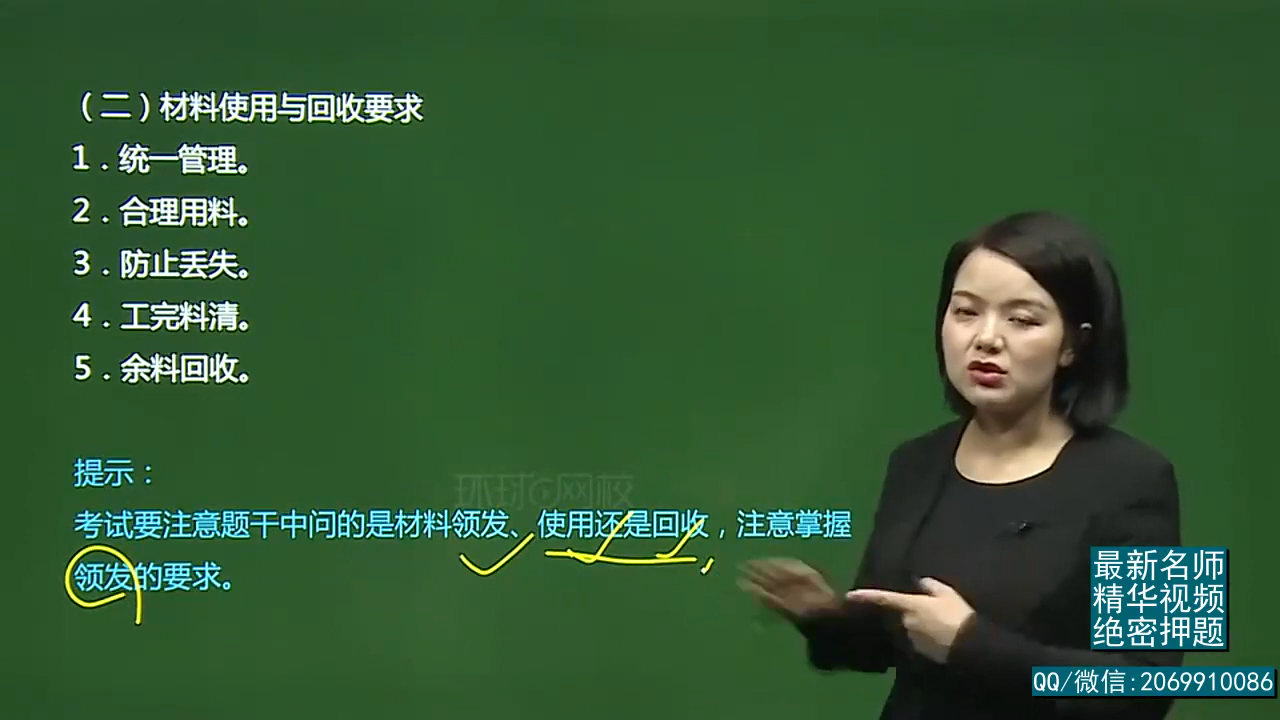 （二）材料使用与回收要求
1．统一管理。
2．合理用料。
3．防止丢失。
4．工完料清。
5．余料回收。
提示：
环球网校
考试要注意题干中问的是材料领发、使用还是回收，注意掌握
领发的要求。
最新名师
精华视频
绝密押题
QQ/微信:2069910086